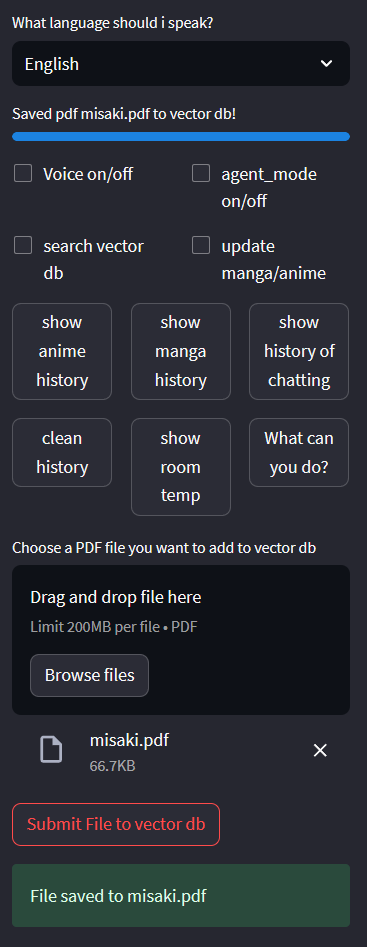 What language should i speak?
English
Saved pdf misaki.pdf to vector db!
Voice on/off
agent_mode
on/off
search vector
db
update
manga/anime
show
anime
history
show
manga
history
show
history of
chatting
clean
history
show
room
temp
What can
you do?
Choose a PDF file you want to add to vector db
Drag and drop file here
Limit 200MB per file • PDF
Browse files
misaki.pdf
66.7KB
Submit File to vector db
File saved to misaki.pdf